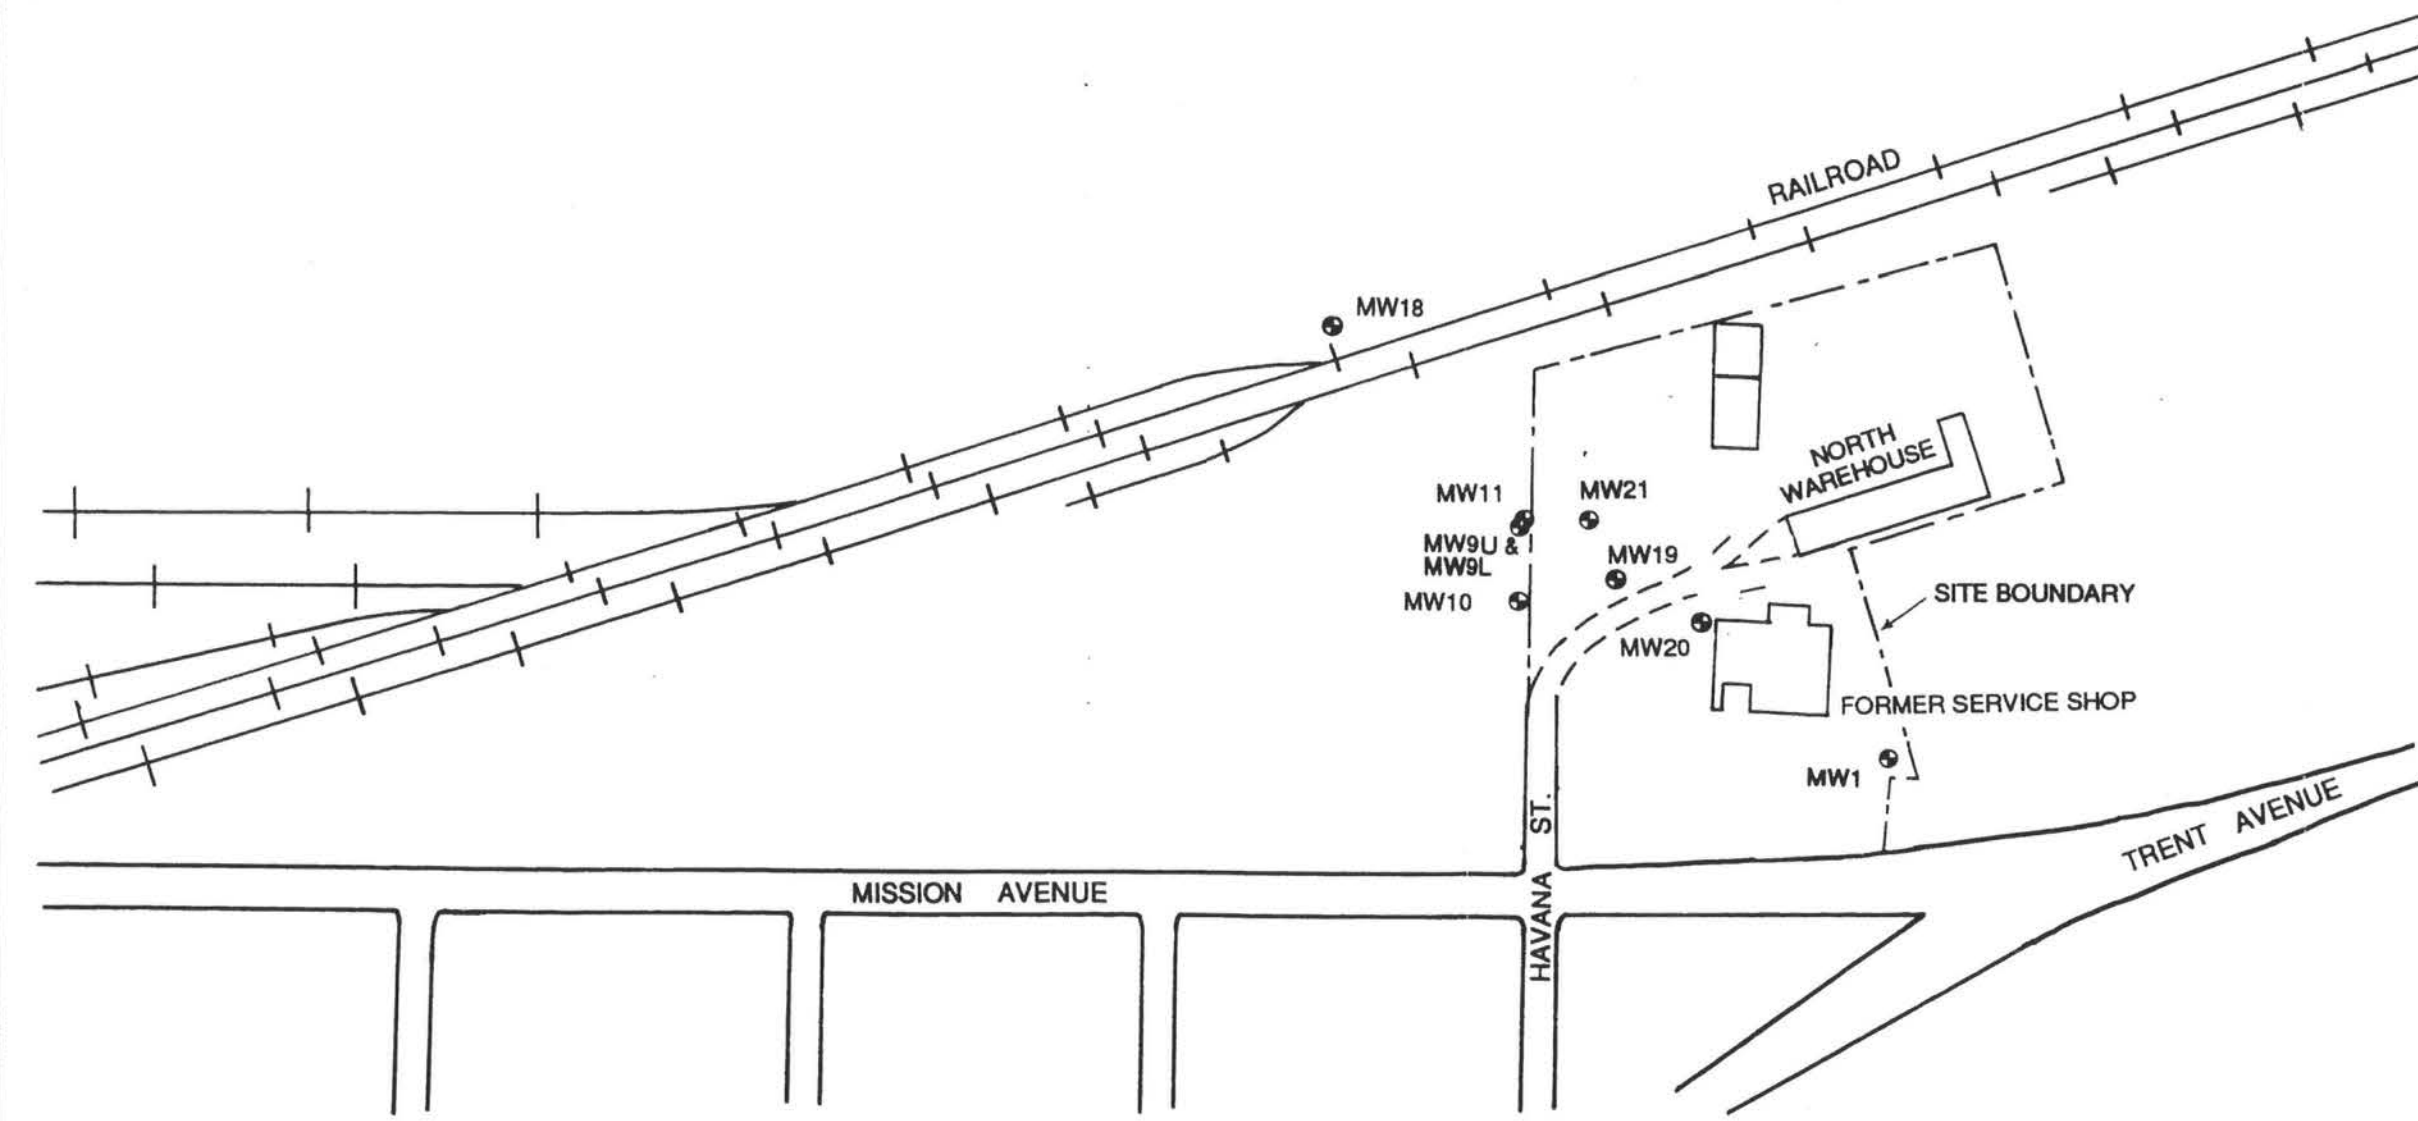 RAILROAD
MW18
NORTH
WAREHOUSE
MW11
MW21
MW9U &
MW9L
MW19
MW10
SITE BOUNDARY
MW20
FORMER SERVICE SHOP
MW1
HAVANA ST.
TRENT AVENUE
MISSION AVENUE